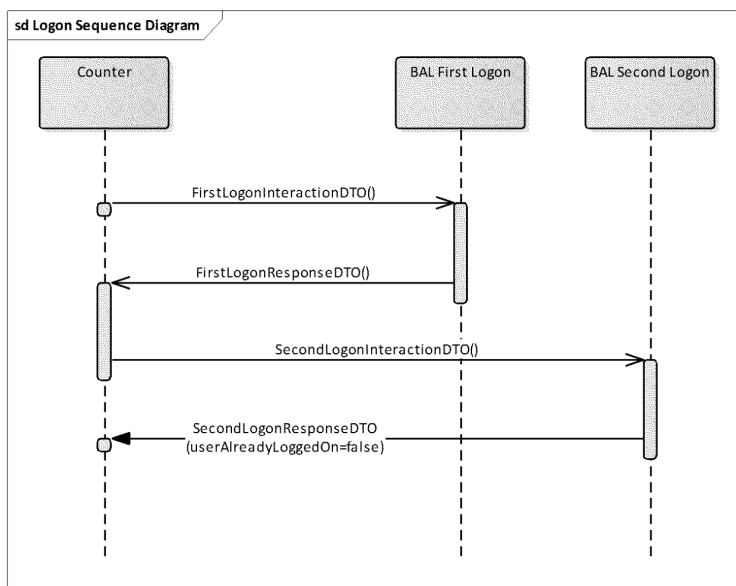 sd Logon Sequence Diagram
Counter
BAL First Logon
BAL Second Logon
FirstLogonInteractionDTO()
FirstLogonResponseDTO()
SecondLogonInteractionDTO()
SecondLogonResponseDTO
(userAlreadyLoggedOn=false)